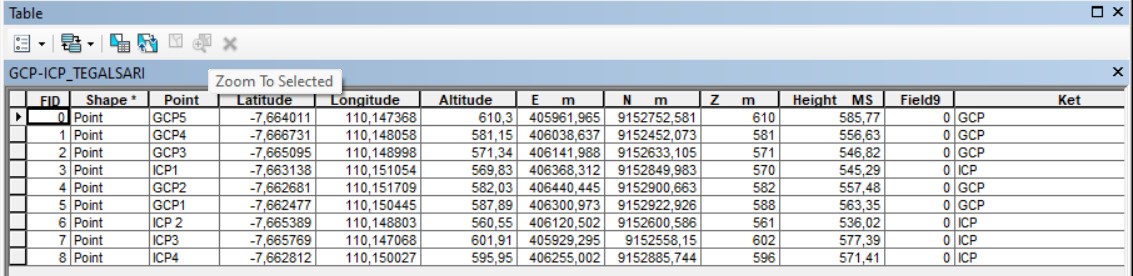 Table
GCP-ICP_TEGALSARI
Zoom To Selected
FID Shape * Point Latitude Longitude Altitude E m N m Z m Height MS Field9 Ket
0 Point GCP5 -7,664011 110,147368 610,3 405961,965 9152752,581 610 585,77 0 GCP
1 Point GCP4 -7,666731 110,148058 581,15 406038,637 9152452,073 581 556,63 0 GCP
2 Point GCP3 -7,665095 110,148998 571,34 406141,988 9152633,105 571 546,82 0 GCP
3 Point ICP1 -7,663138 110,151054 569,83 406368,312 9152849,983 570 545,29 0 ICP
4 Point GCP2 -7,662681 110,151709 582,03 406440,445 9152900,663 582 557,48 0 GCP
5 Point GCP1 -7,662477 110,150445 587,89 406300,973 9152922,926 588 563,35 0 GCP
6 Point ICP 2 -7,665389 110,148803 560,55 406120,502 9152600,586 561 536,02 0 ICP
7 Point ICP3 -7,665769 110,147068 601,91 405929,295 9152558,15 602 577,39 0 ICP
8 Point ICP4 -7,662812 110,150027 595,95 406255,002 9152885,744 596 571,41 0 ICP